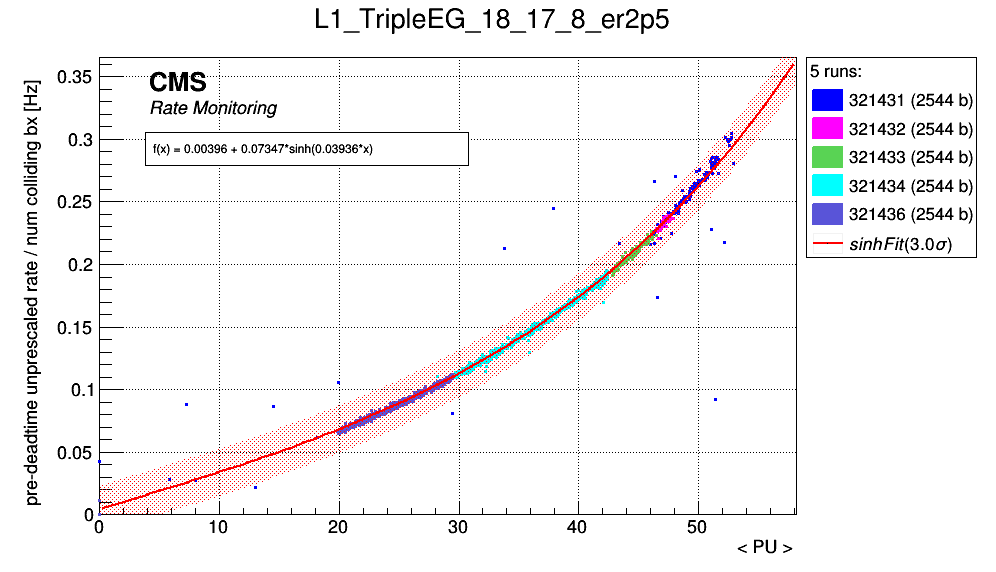 L1_TripleEG_18_17_8_er2p5
pre-deadtime unprescaled rate / num colliding bx [Hz]
CMS
Rate Monitoring
f(x) = 0.00396 + 0.07347*sinh(0.03936*x)
0.35
0.3
0.25
0.2
0.15
0.1
0.05
0
0 10 20 30 40 50
< PU >
5 runs:
321431 (2544 b)
321432 (2544 b)
321433 (2544 b)
321434 (2544 b)
321436 (2544 b)
sinhFit(3.0σ)